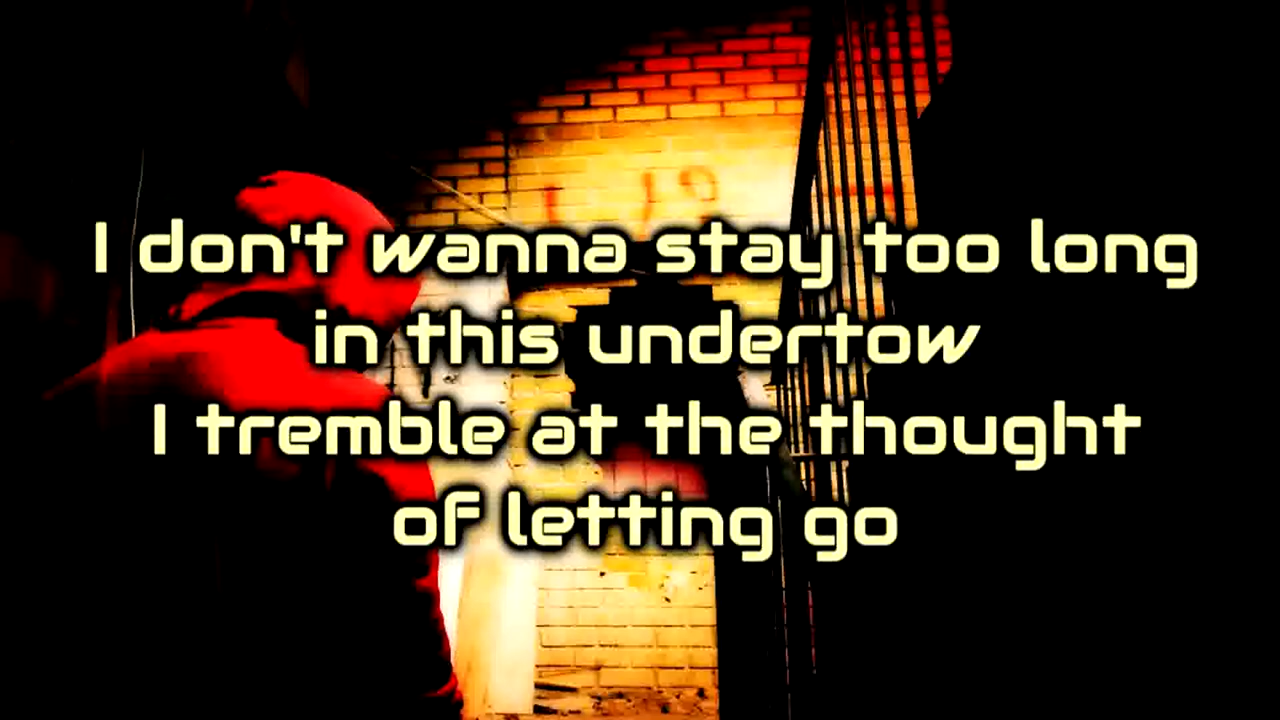 I don't wanna stay too long
in this undertow
I tremble at the thought
of letting go